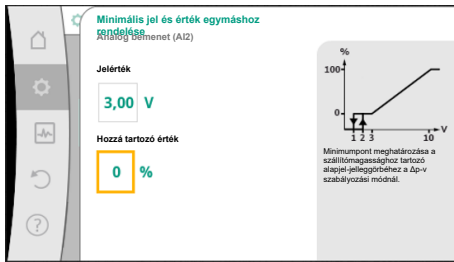 Minimális jel és érték egymáshoz
rendelése
Analóg bemenet (AI2)
Jelérték
3,00 V
Hozzá tartozó érték
0 %
%
100
0
1 2 3 10 V
Minimumpont meghatározása a
szállítómagassághoz tartozó
alapjel-jelleggörbéhez a Δp-v
szabályozási módnál.